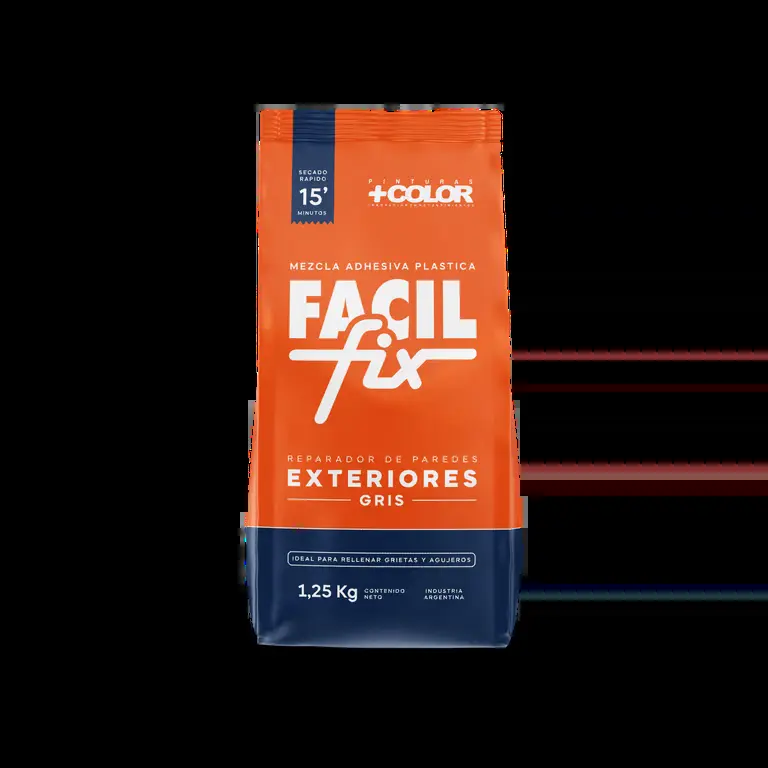 SECADO
RAPIDO
15’
MINUTOS
PINTURAS
+COLOR
MEZCLA ADHESIVA PLASTICA
FACIL
fix
REPARADOR DE PAREDES
EXTERIORES
GRIS
IDEAL PARA RELLENAR GRIETAS Y AGUJEROS
1,25 Kg
CONTENIDO
NETO
INDUSTRIA
ARGENTINA